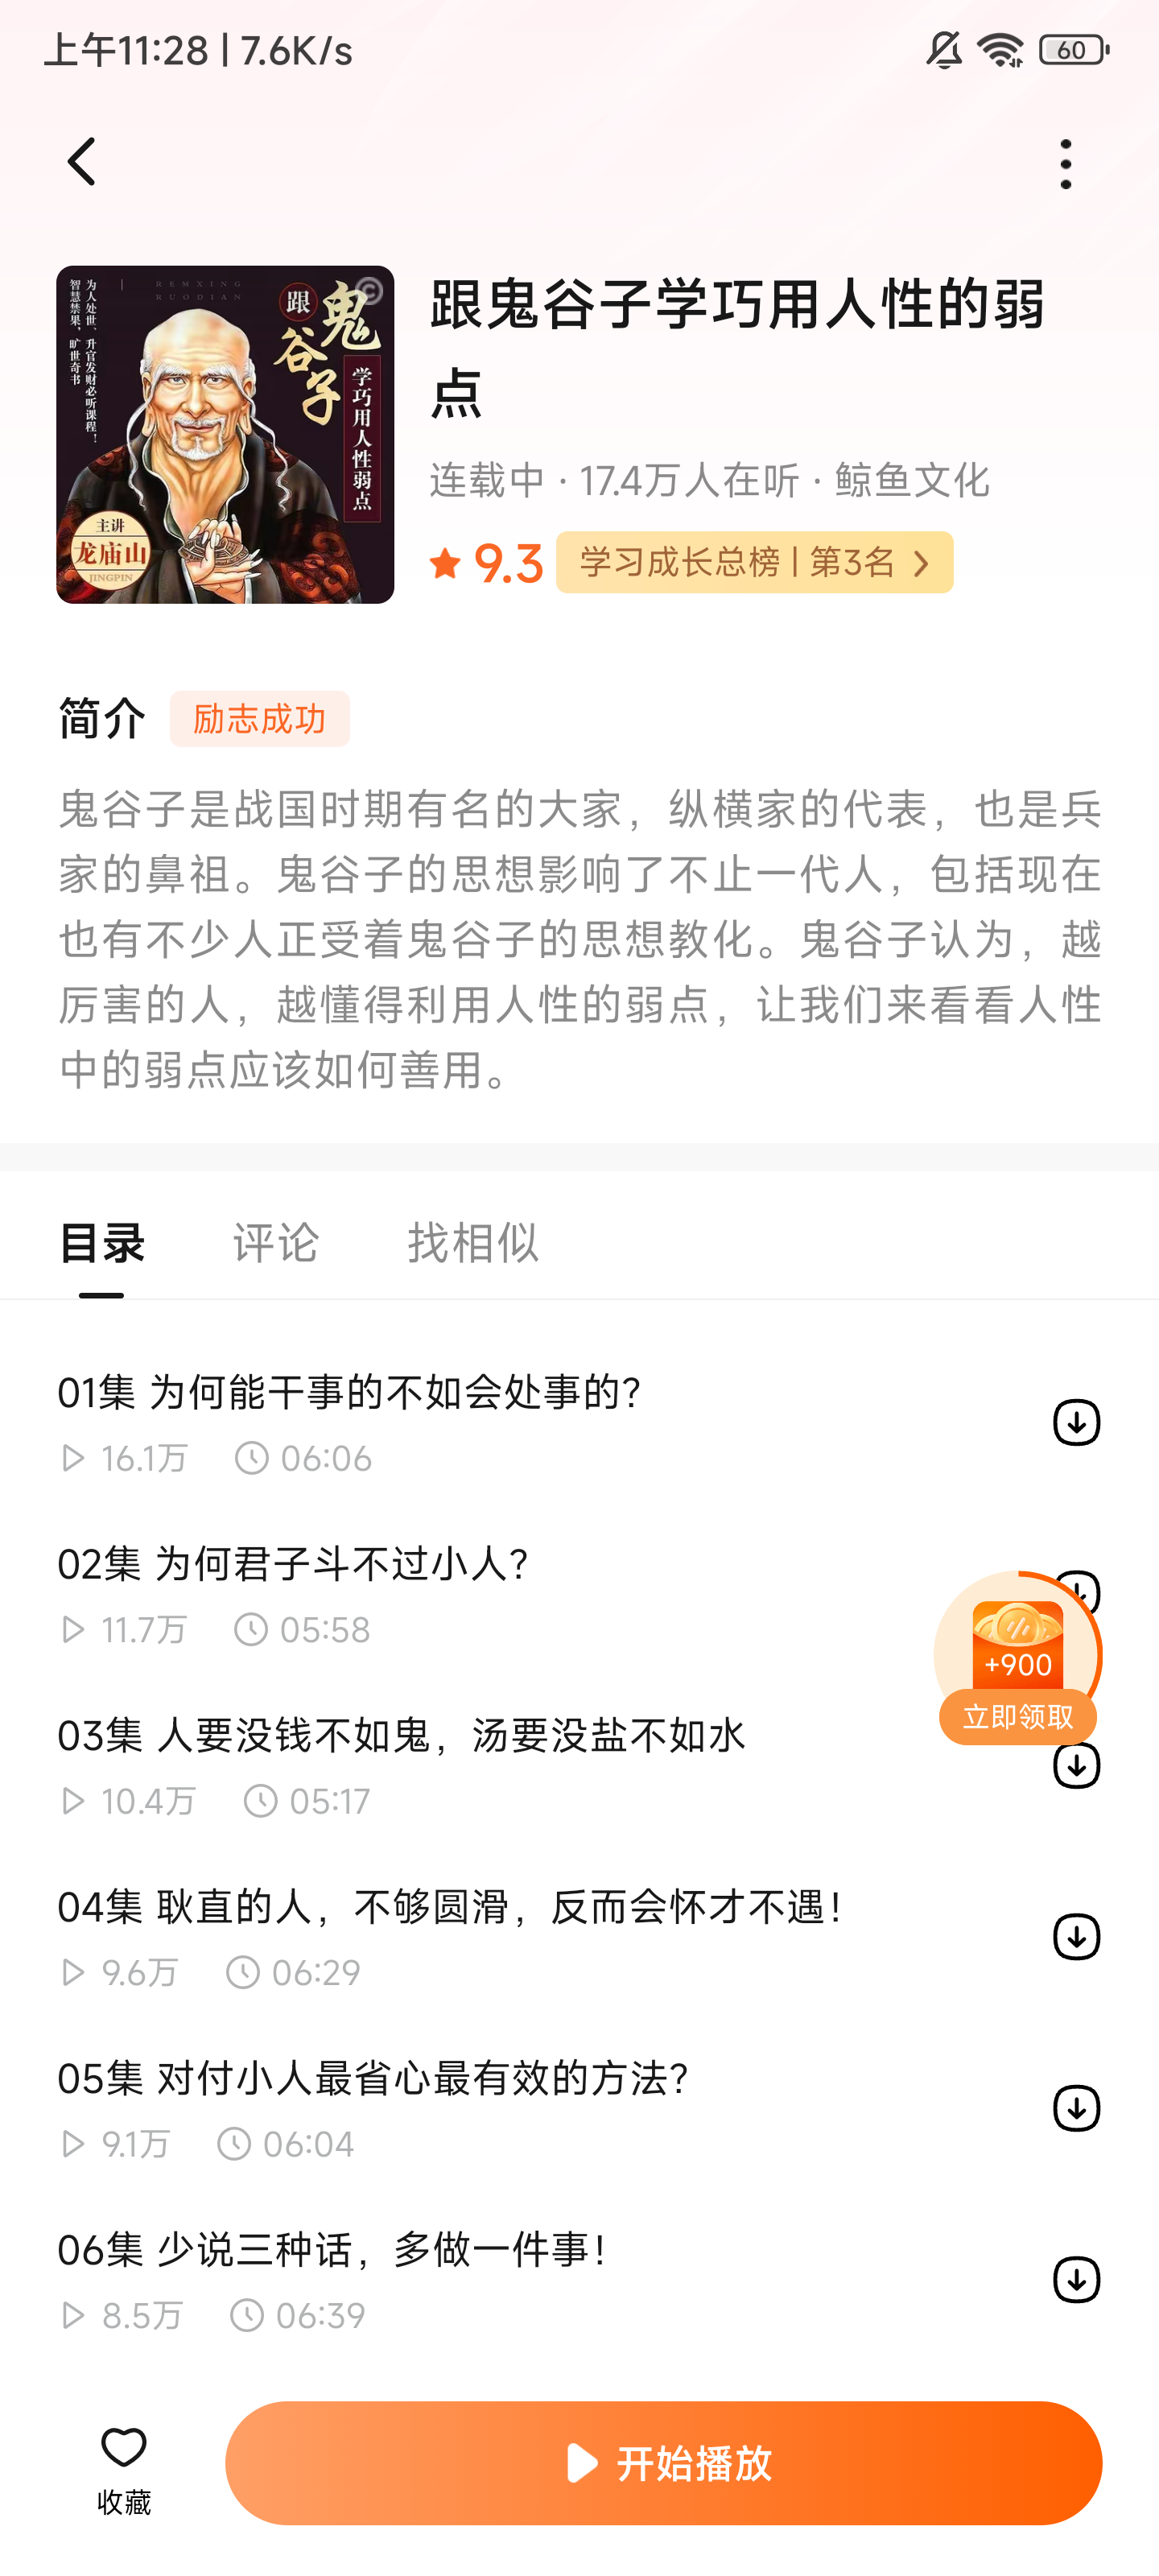 上午11:28 | 7.6K/s
60
为人处世、升官发财必听课程！
智慧禁果，旷世奇书
REMXING
RUODIAN
跟
鬼谷子
学巧用人性弱点
主讲
龙庙山
JINGPIN
跟鬼谷子学巧用人性的弱
点
连载中 · 17.4万人在听 · 鲸鱼文化
9.3 学习成长总榜 | 第3名
简介 励志成功
鬼谷子是战国时期有名的大家，纵横家的代表，也是兵
家的鼻祖。鬼谷子的思想影响了不止一代人，包括现在
也有不少人正受着鬼谷子的思想教化。鬼谷子认为，越
厉害的人，越懂得利用人性的弱点，让我们来看看人性
中的弱点应该如何善用。
目录 评论 找相似
01集 为何能干事的不如会处事的?
16.1万 06:06
02集 为何君子斗不过小人?
11.7万 05:58
+900
立即领取
03集 人要没钱不如鬼，汤要没盐不如水
10.4万 05:17
04集 耿直的人，不够圆滑，反而会怀才不遇！
9.6万 06:29
05集 对付小人最省心最有效的方法?
9.1万 06:04
06集 少说三种话，多做一件事！
8.5万 06:39
收藏
开始播放